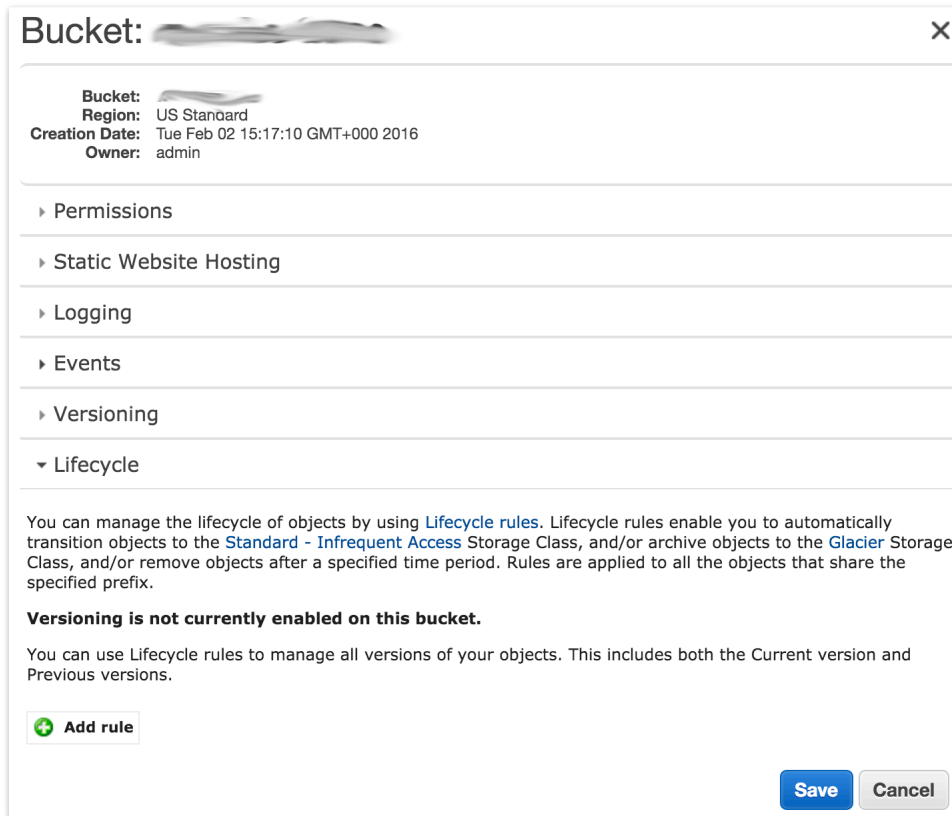 Bucket:
Bucket:
Region: US Standard
Creation Date: Tue Feb 02 15:17:10 GMT+000 2016
Owner: admin
Permissions
Static Website Hosting
Logging
Events
Versioning
Lifecycle
You can manage the lifecycle of objects by using Lifecycle rules. Lifecycle rules enable you to automatically
transition objects to the Standard - Infrequent Access Storage Class, and/or archive objects to the Glacier Storage
Class, and/or remove objects after a specified time period. Rules are applied to all the objects that share the
specified prefix.
Versioning is not currently enabled on this bucket.
You can use Lifecycle rules to manage all versions of your objects. This includes both the Current version and
Previous versions.
Add rule
Save Cancel